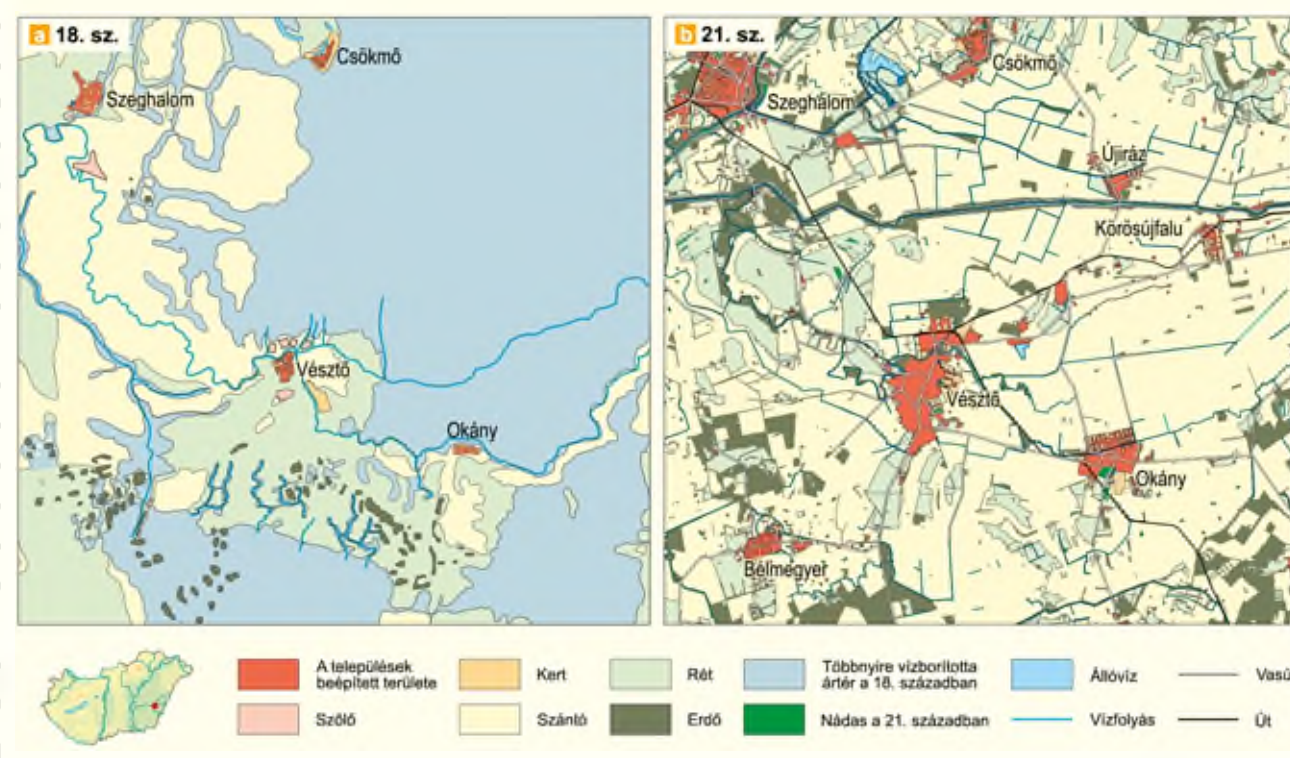 a 18. sz.
Csökmő
Szeghalom
Vésztő
Okány
b 21. sz.
Csökmő
Szeghalom
Újiráz
Körösújfalu
Vésztő
Okány
Bélmegyer
A települések
beépített területe
Kert
Rét
Többnyire vízborította
ártér a 18. században
Állóvíz
Vasú
Szőlő
Szántó
Erdő
Nádas a 21. században
Vízfolyás
Út